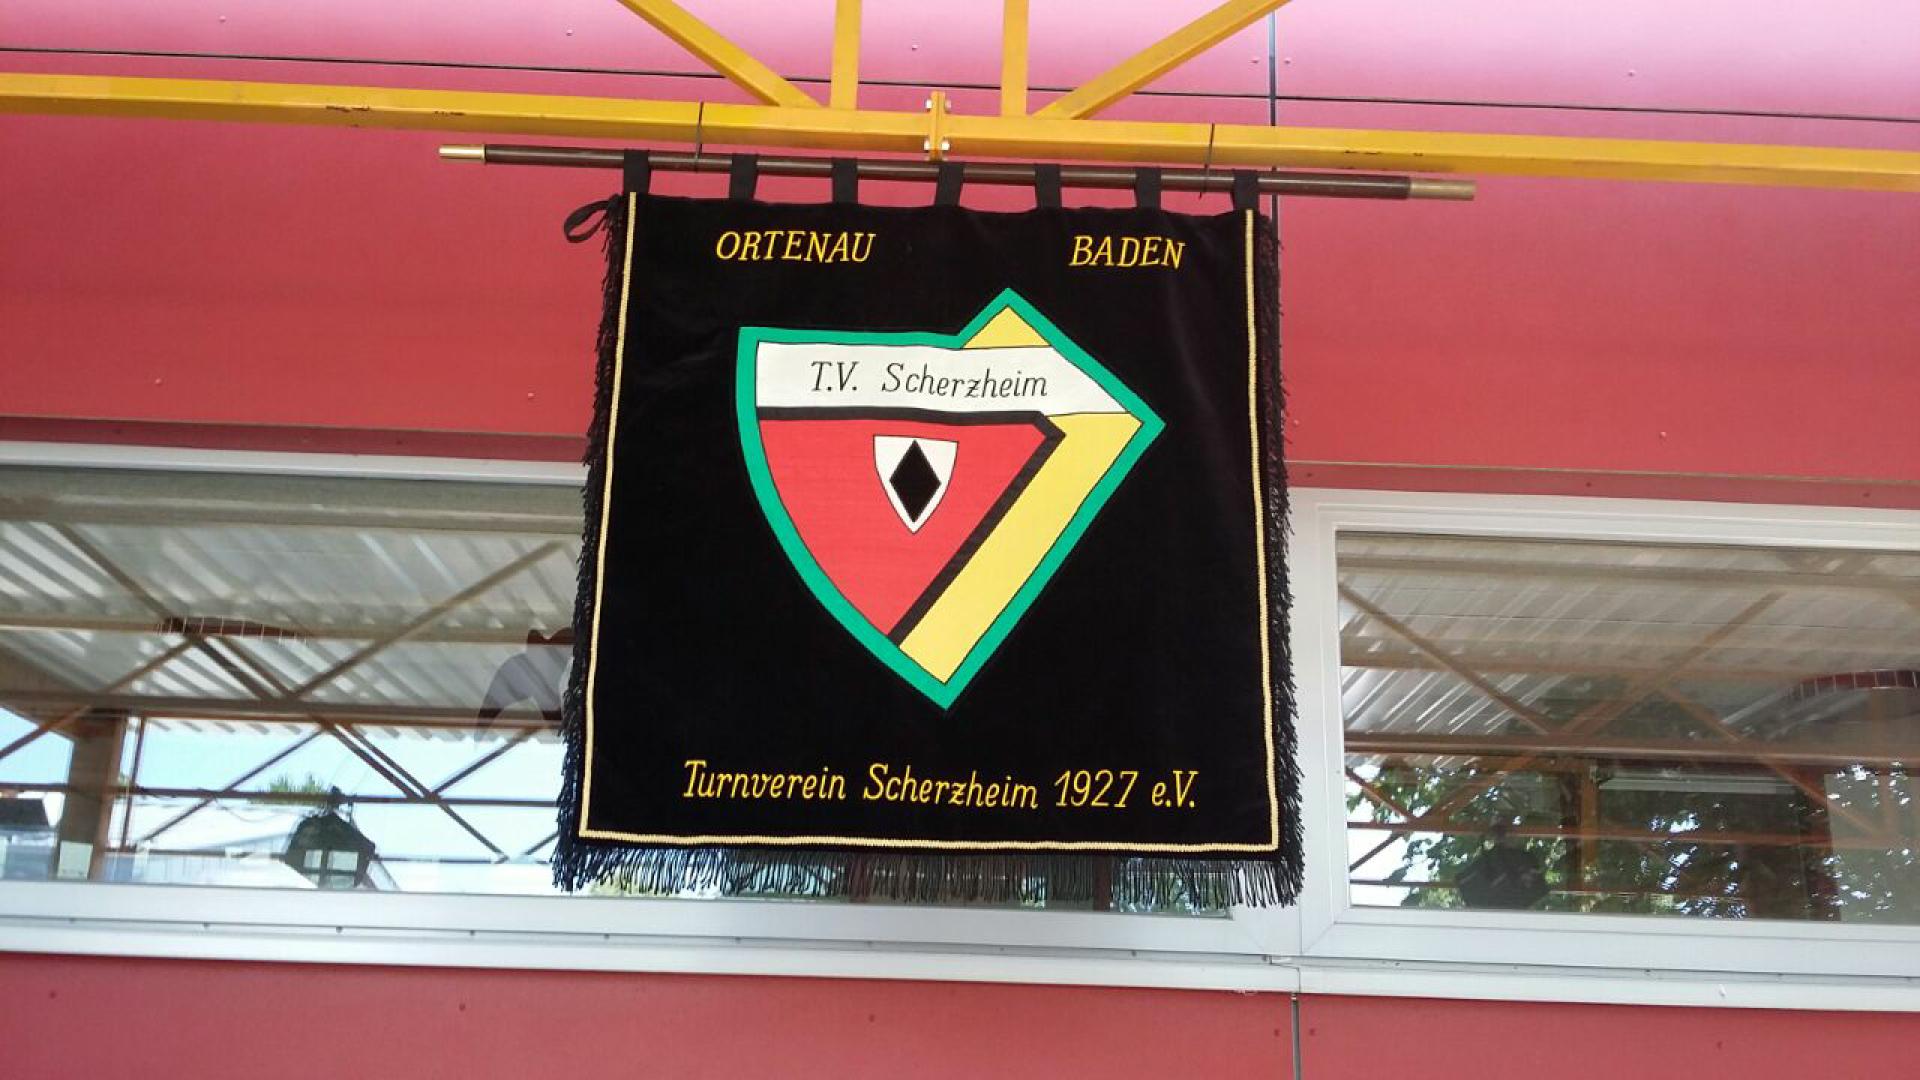 ORTENAU BADEN
T.V. Scherzheim
Turnverein Scherzheim 1927 e.V.